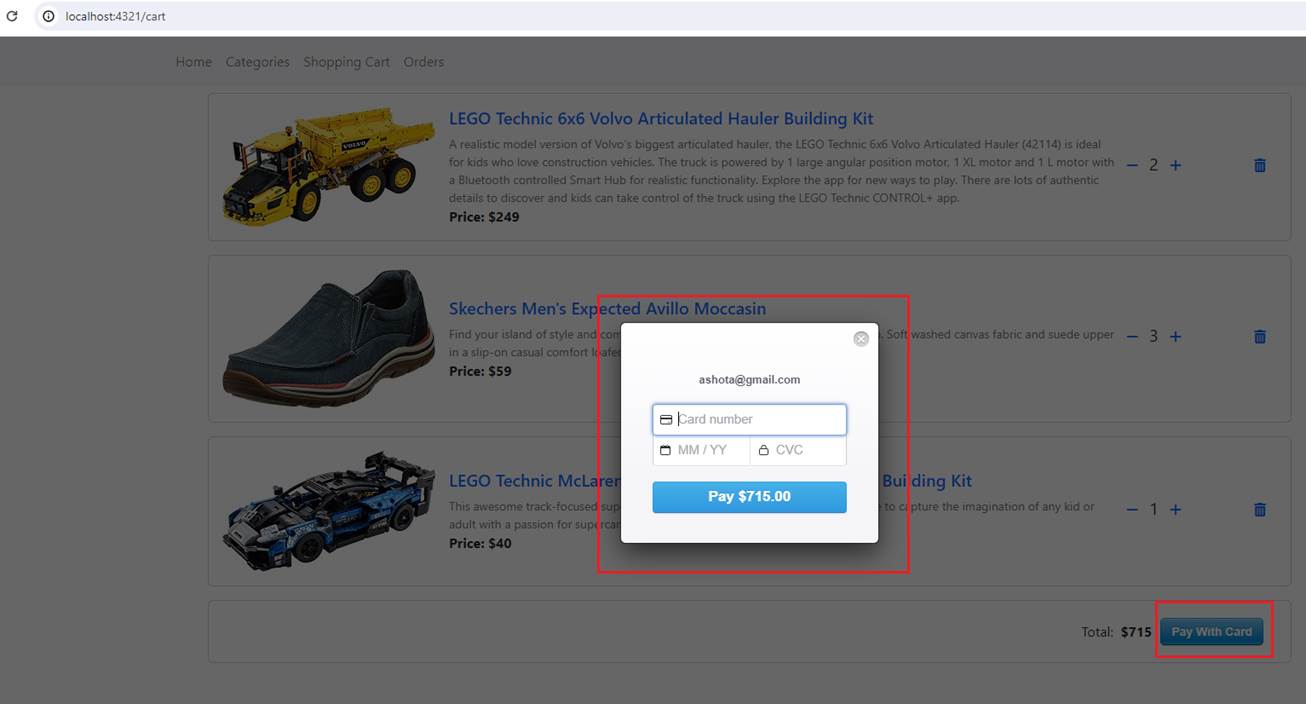 localhost:4321/cart
Home Categories Shopping Cart Orders
LEGO Technic 6x6 Volvo Articulated Hauler Building Kit
A realistic model version of Volvo's biggest articulated hauler, the LEGO Technic 6x6 Volvo Articulated Hauler (42114) is ideal
for kids who love construction vehicles. The truck is powered by 1 large angular position motor, 1 XL motor and 1 L motor with
a Bluetooth controlled Smart Hub for realistic functionality. Explore the app for new ways to play. There are lots of authentic
details to discover and kids can take control of the truck using the LEGO Technic CONTROL+ app.
Price: $249
− 2 +
VOLVO
Skechers Men's Expected Avillo Moccasin
Find your island of style and com
. Soft washed canvas fabric and suede upper
in a slip-on casual comfort loafer
Price: $59
− 3 +
ashota@gmail.com
Card number
MM / YY CVC
Pay $715.00
LEGO Technic McLaren Building Kit
This awesome track-focused sup
e to capture the imagination of any kid or
adult with a passion for supercar
Price: $40
− 1 +
Total: $715 Pay With Card